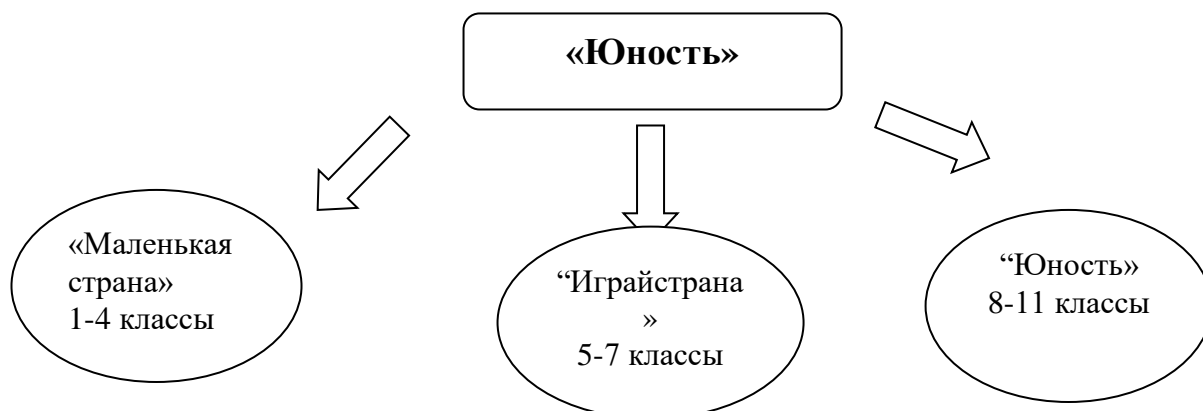 «Юность»
«Маленькая
страна»
1-4 классы
“Играйстрана
»
5-7 классы
“Юность»
8-11 классы